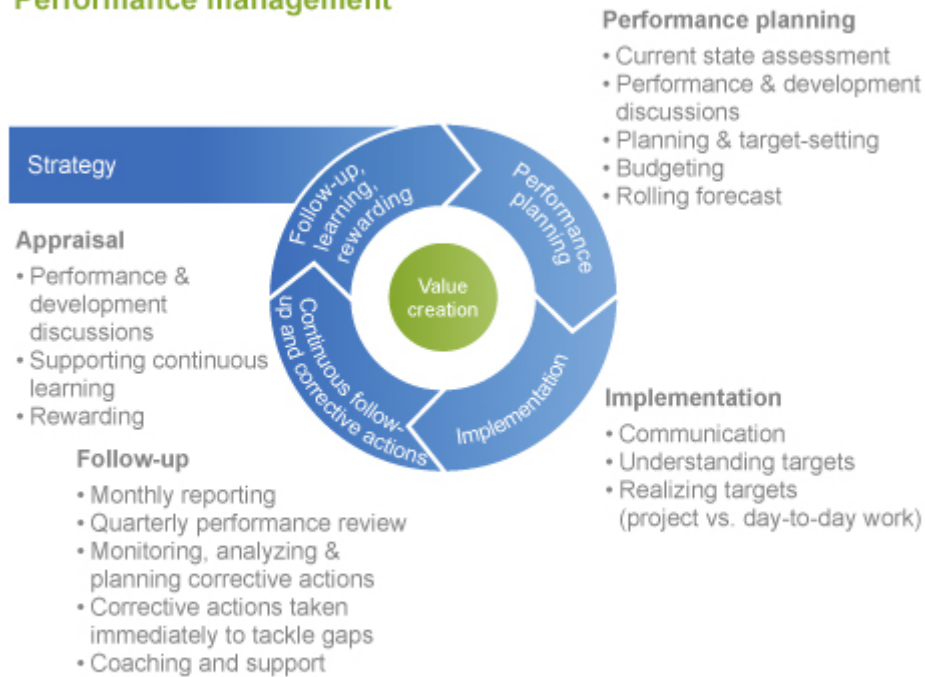 Performance management
Performance planning
• Current state assessment
• Performance & development
discussions
• Planning & target-setting
• Budgeting
• Rolling forecast
Strategy
Follow-up,
learning,
rewarding
Performance
planning
Value
creation
Continuous follow-
up and corrective actions
Implementation
Appraisal
• Performance &
development
discussions
• Supporting continuous
learning
• Rewarding
Implementation
• Communication
• Understanding targets
• Realizing targets
(project vs. day-to-day work)
Follow-up
• Monthly reporting
• Quarterly performance review
• Monitoring, analyzing &
planning corrective actions
• Corrective actions taken
immediately to tackle gaps
• Coaching and support